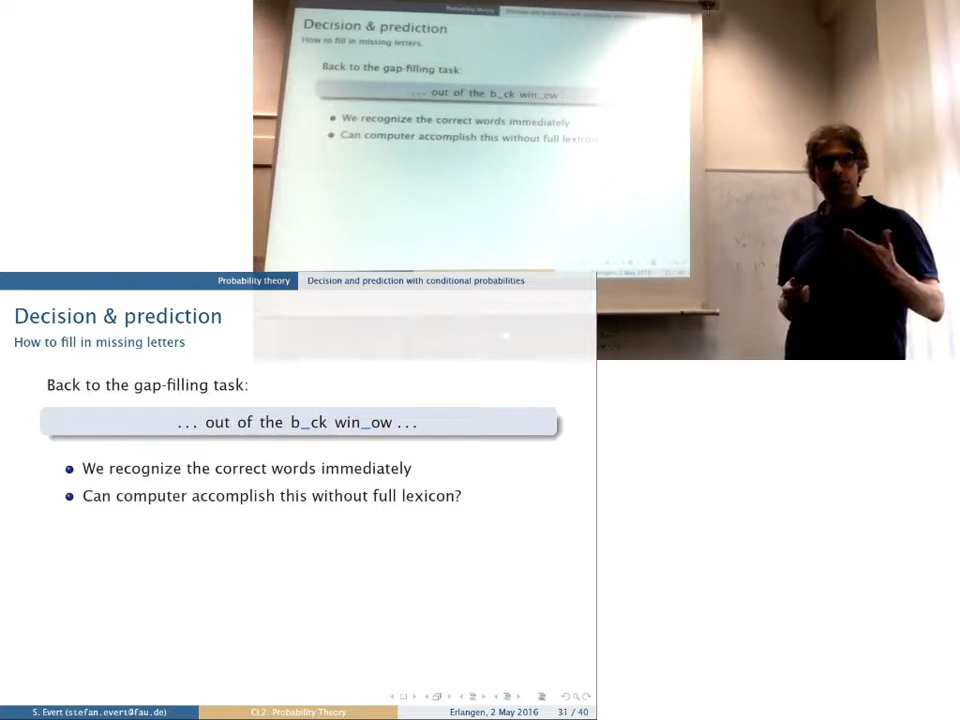 Decision & prediction
How to fill in missing letters.
Back to the gap-filling task:
... out of the b_ck win_ow
We recognize the correct words immediately
Can computer accomplish this without full lexicon
Probability theory Decision and prediction with conditional probabilities
Decision & prediction
How to fill in missing letters
Back to the gap-filling task:
... out of the b_ck win_ow ...
We recognize the correct words immediately
Can computer accomplish this without full lexicon?
S. Evert (stefan.evert@fau.de) CL2: Probability Theory Erlangen, 2 May 2016 31 / 40